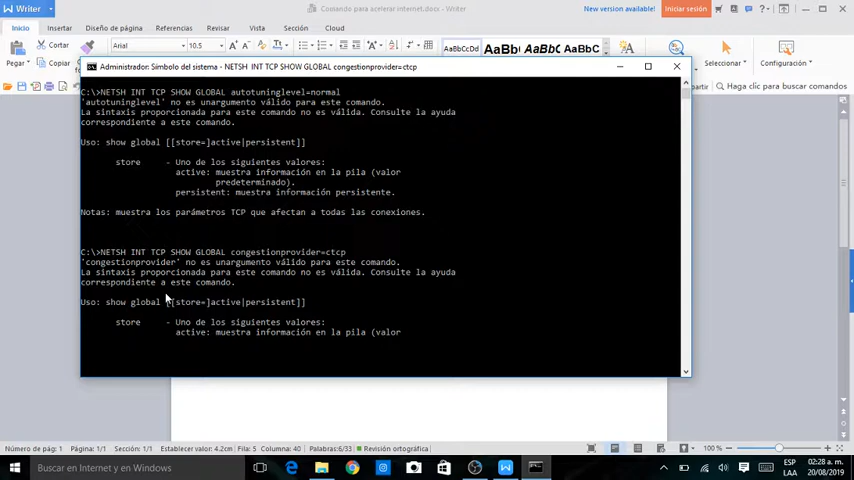 Writer
Comando para acelerar internet.docx - Writer
New version available!
Iniciar sesión
Inicio
Insertar
Diseño de página
Referencias
Revisar
Vista
Sección
Cloud
Cortar
Pegar
Copiar
Arial
10.5
AaBbCcDd
AaBb
AaBbC
AaBbC
Seleccionar
Haga clic para buscar comandos
Administrador: Símbolo del sistema - NETSH INT TCP SHOW GLOBAL congestionprovider=ctcp
C:\>NETSH INT TCP SHOW GLOBAL autotuninglevel=normal
'autotuninglevel' no es unargumento válido para este comando.
La sintaxis proporcionada para este comando no es válida. Consulte la ayuda
correspondiente a este comando.
Uso: show global [[store=]active|persistent]]
store - Uno de los siguientes valores:
active: muestra información en la pila (valor
predeterminado).
persistent: muestra información persistente.
Notas: muestra los parámetros TCP que afectan a todas las conexiones.
C:\>NETSH INT TCP SHOW GLOBAL congestionprovider=ctcp
'congestionprovider' no es unargumento válido para este comando.
La sintaxis proporcionada para este comando no es válida. Consulte la ayuda
correspondiente a este comando.
Uso: show global [[store=]active|persistent]]
store - Uno de los siguientes valores:
active: muestra información en la pila (valor
Número de pág.: 1 Página: 1/1 Sección: 1/1 Establecer valor: 4.2cm Fila: 5 Columna: 40 Palabras: 6/33 Revisión ortográfica
100 %
Buscar en Internet y en Windows
ESP
LAA
02:28 a. m.
20/08/2019